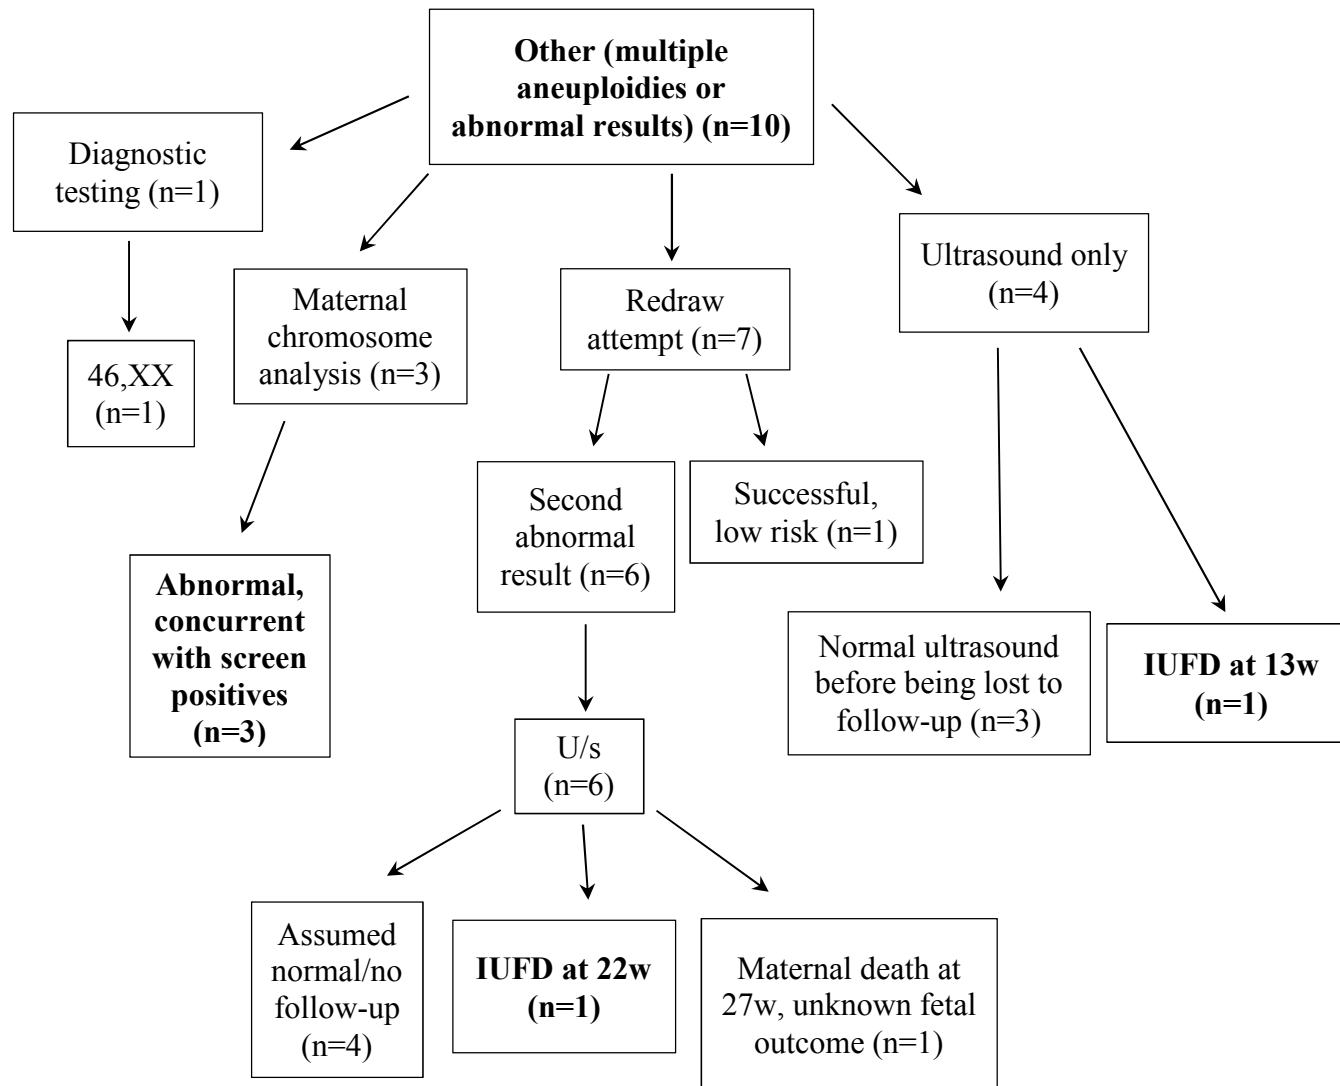 Other (multiple
aneuploidies or
abnormal results) (n=10)
Diagnostic
testing (n=1)
Ultrasound only
(n=4)
Maternal
chromosome
analysis (n=3)
Redraw
attempt (n=7)
46,XX
(n=1)
Second
abnormal
result (n=6)
Successful,
low risk (n=1)
Abnormal,
concurrent
with screen
positives
(n=3)
Normal ultrasound
before being lost to
follow-up (n=3)
IUFD at 13w
(n=1)
U/s
(n=6)
Assumed
normal/no
follow-up
(n=4)
IUFD at 22w
(n=1)
Maternal death at
27w, unknown fetal
outcome (n=1)